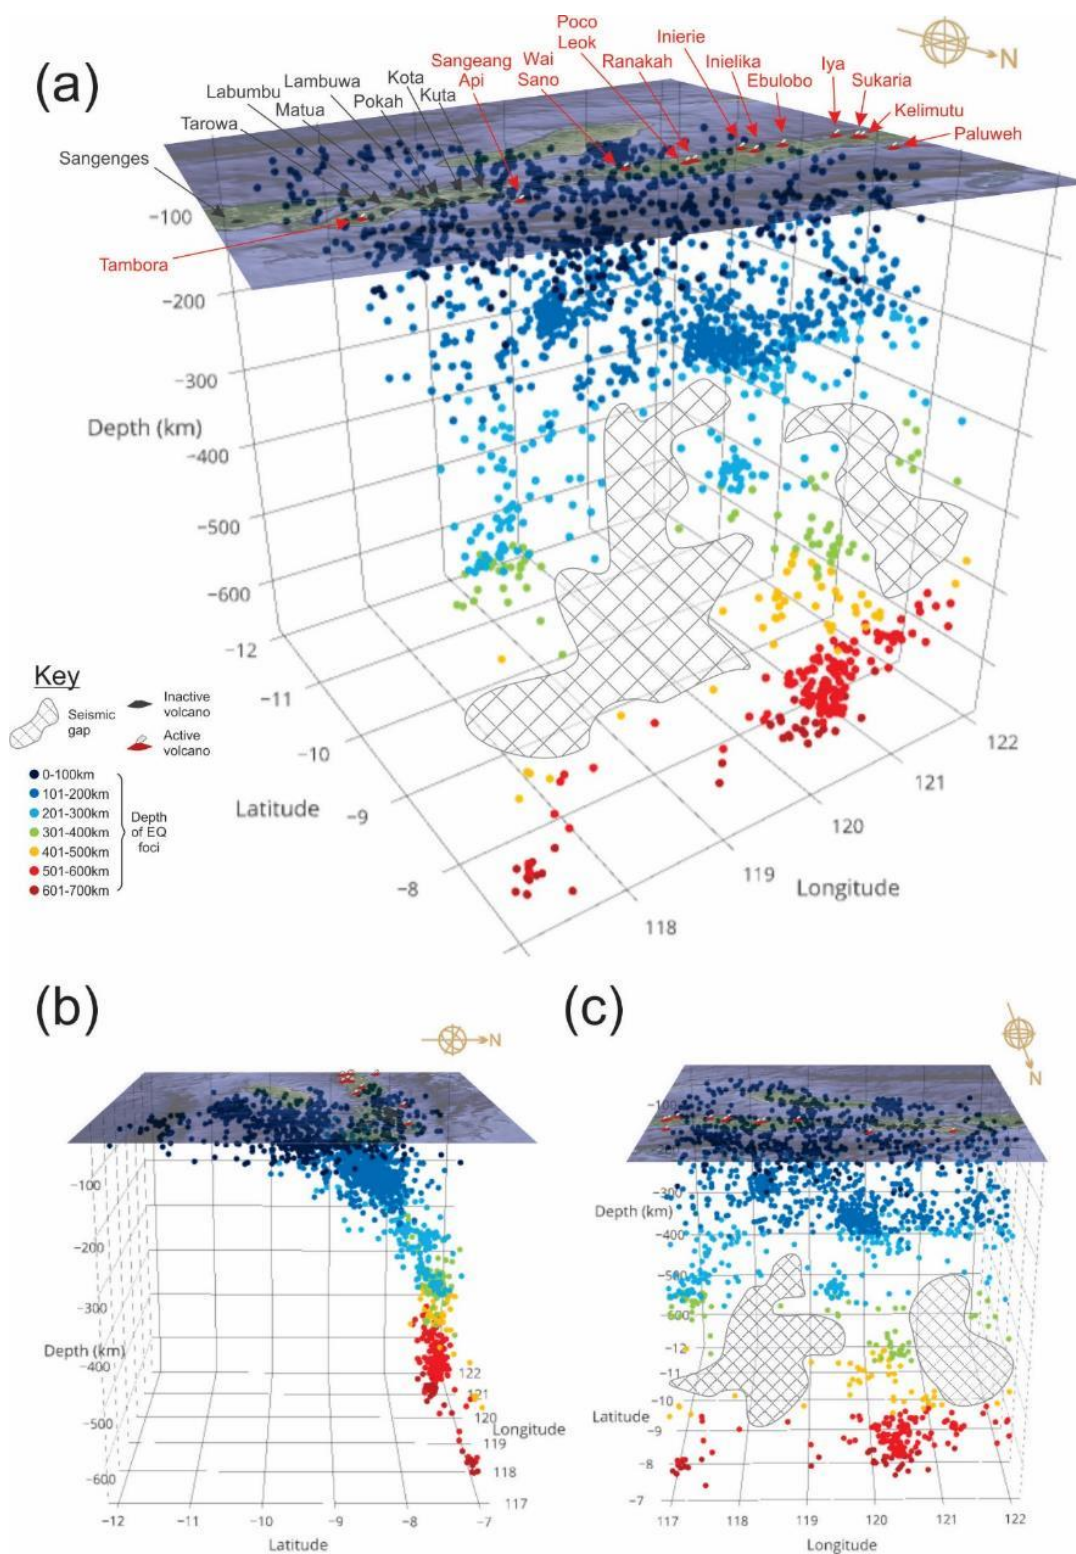 (a)
N
Poco
Leok
Inierie
Ranakah
Inielika
Wai
Sano
Ebulobo
Iya
Sukaria
Kelimutu
Paluweh
Sangeang
Api
Kota
Kuta
Lambuwa
Pokah
Labumbu
Matua
Tarowa
Sangenges
Tambora
−100
−200
−300
Depth (km)
−400
−500
−600
−12
−11
−10
Latitude
−9
−8
122
121
120
119
Longitude
118
Key
Seismic
gap
Inactive
volcano
Active
volcano
0-100km
101-200km
201-300km
301-400km
401-500km
501-600km
601-700km
Depth
of EQ
foci
(b)
N
−100
−200
−300
Depth (km)
−400
−500
−600
122
121
120
Longitude
119
118
117
−12
−11
−10
−9
−8
−7
Latitude
(c)
N
−100
−300
Depth (km)
−400
−500
−600
−12
−11
−10
Latitude
−9
−8
−7
117
118
119
120
121
122
Longitude